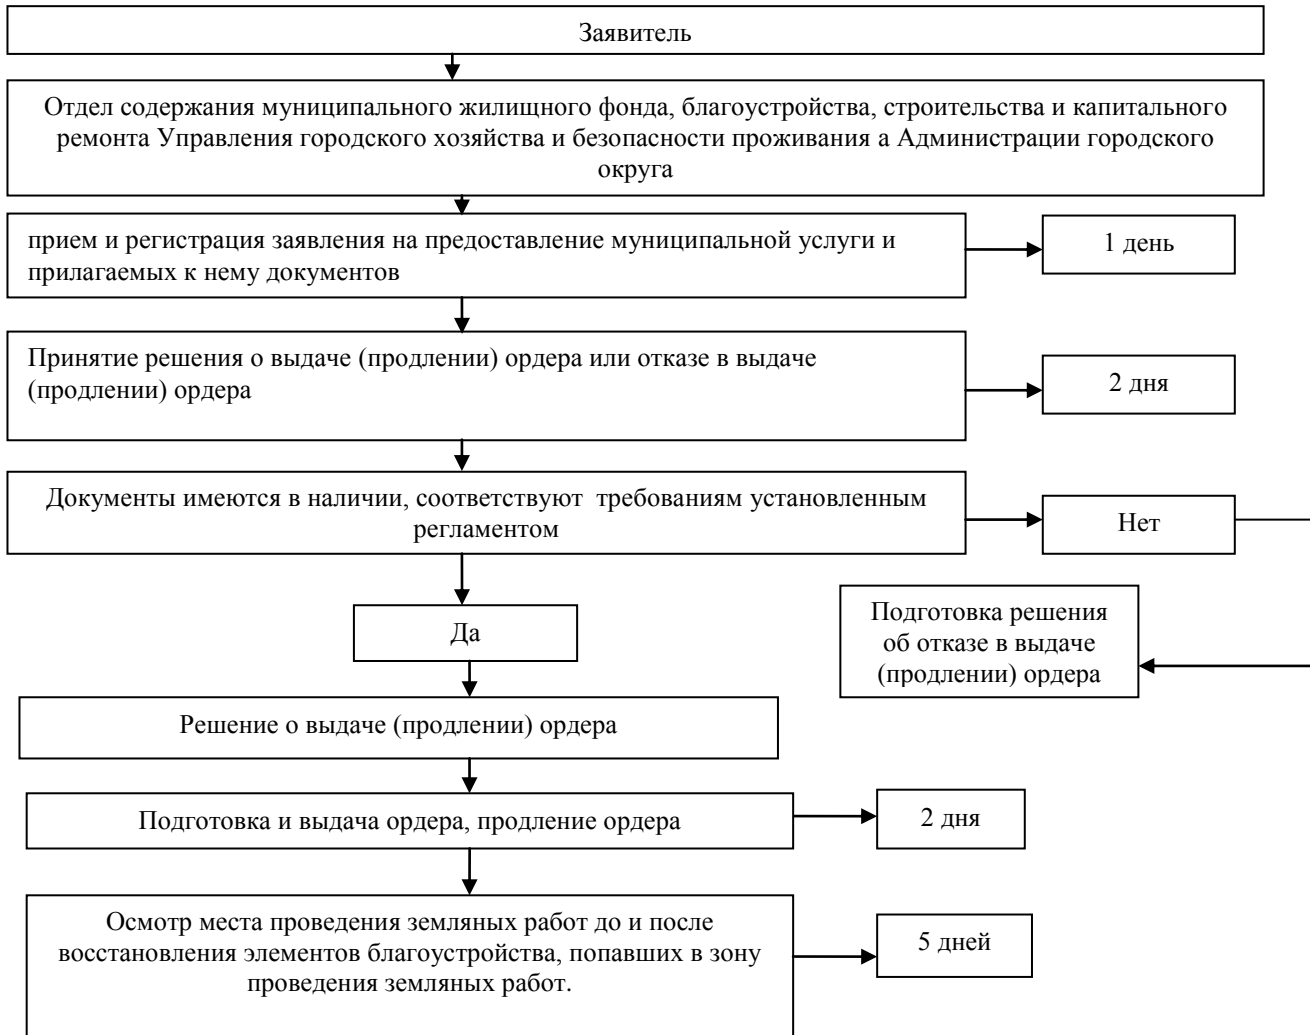 Заявитель
Отдел содержания муниципального жилищного фонда, благоустройства, строительства и капитального
ремонта Управления городского хозяйства и безопасности проживания а Администрации городского
округа
прием и регистрация заявления на предоставление муниципальной услуги и
прилагаемых к нему документов
1 день
Принятие решения о выдаче (продлении) ордера или отказе в выдаче
(продлении) ордера
2 дня
Документы имеются в наличии, соответствуют требованиям установленным
регламентом
Нет
Да
Подготовка решения
об отказе в выдаче
(продлении) ордера
Решение о выдаче (продлении) ордера
Подготовка и выдача ордера, продление ордера
2 дня
Осмотр места проведения земляных работ до и после
восстановления элементов благоустройства, попавших в зону
проведения земляных работ.
5 дней